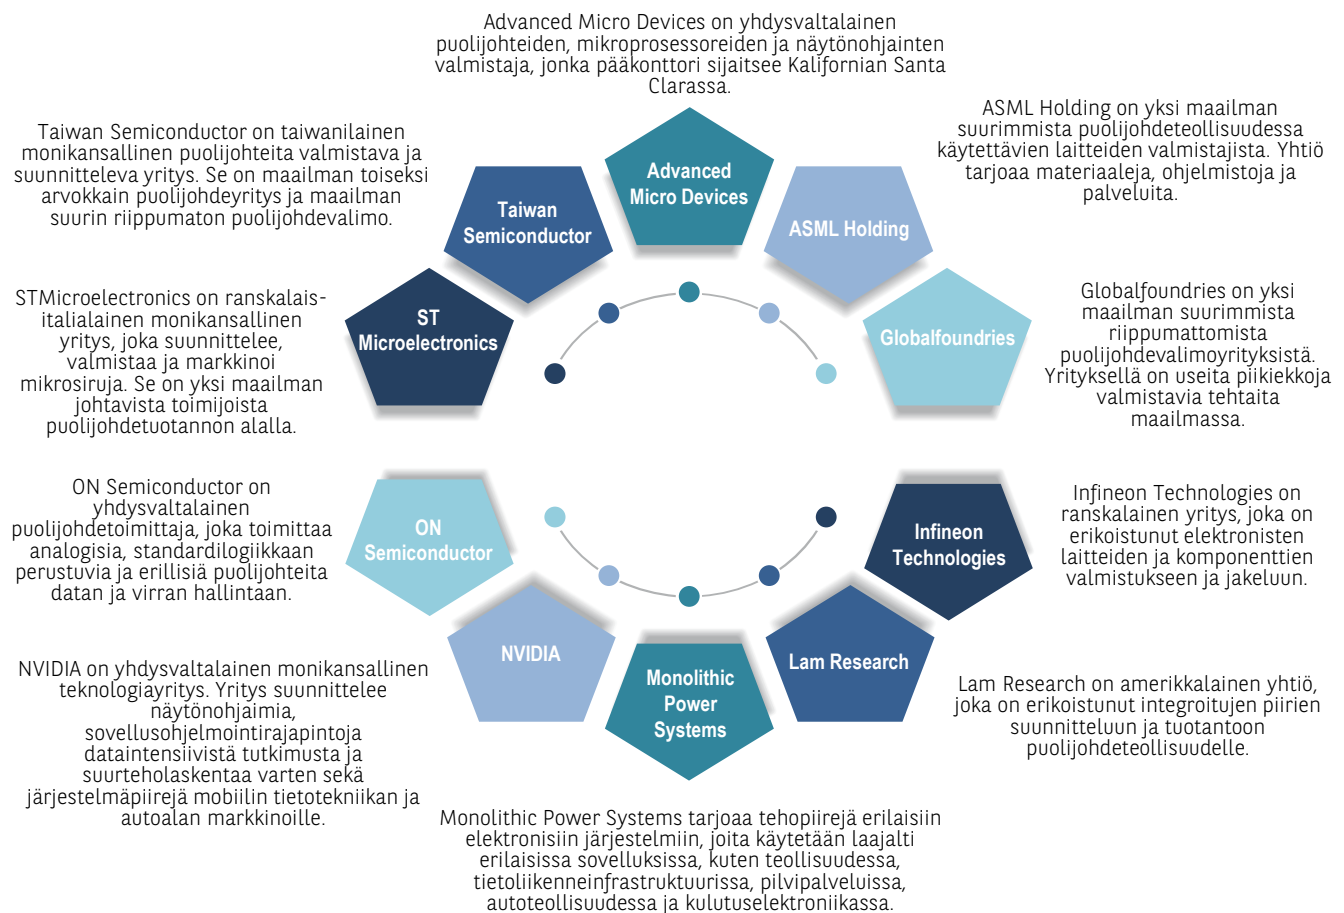 Advanced Micro Devices on yhdysvaltalainen
puolijohteiden, mikroprosessoreiden ja näytönohjainten
valmistaja, jonka pääkonttori sijaitsee Kalifornian Santa
Clarassa.
Advanced
Micro Devices
ASML Holding on yksi maailman
suurimmista puolijohdeteollisuudessa
käytettävien laitteiden valmistajista. Yhtiö
tarjoaa materiaaleja, ohjelmistoja ja
palveluita.
ASML Holding
Globalfoundries on yksi
maailman suurimmista
riippumattomista
puolijohdevalimoyrityksistä.
Yrityksellä on useita piikiekkoja
valmistavia tehtaita
maailmassa.
Globalfoundries
Infineon Technologies on
ranskalainen yritys, joka on
erikoistunut elektronisten
laitteiden ja komponenttien
valmistukseen ja jakeluun.
Infineon
Technologies
Lam Research on amerikkalainen yhtiö,
joka on erikoistunut integroitujen piirien
suunnitteluun ja tuotantoon
puolijohdeteollisuudelle.
Lam Research
Monolithic
Power
Systems
Monolithic Power Systems tarjoaa tehopiirejä erilaisiin
elektronisiin järjestelmiin, joita käytetään laajalti
erilaisissa sovelluksissa, kuten teollisuudessa,
tietoliikenneinfrastruktuurissa, pilvipalveluissa,
autoteollisuudessa ja kulutuselektroniikassa.
NVIDIA
NVIDIA on yhdysvaltalainen monikansallinen
teknologiayritys. Yritys suunnittelee
näytönohjaimia,
sovellusohjelmointirajapintoja
dataintensiivistä tutkimusta ja
suurteholaskentaa varten sekä
järjestelmäpiirejä mobiilin tietotekniikan ja
autoalan markkinoille.
ON
Semiconductor
ON Semiconductor on
yhdysvaltalainen
puolijohdetoimittaja, joka toimittaa
analogisia, standardilogiikkaan
perustuvia ja erillisiä puolijohteita
datan ja virran hallintaan.
ST
Microelectronics
STMicroelectronics on ranskalais-
italialainen monikansallinen
yritys, joka suunnittelee,
valmistaa ja markkinoi
mikrosiruja. Se on yksi maailman
johtavista toimijoista
puolijohdetuotannon alalla.
Taiwan
Semiconductor
Taiwan Semiconductor on taiwanilainen
monikansallinen puolijohteita valmistava ja
suunnitteleva yritys. Se on maailman toiseksi
arvokkain puolijohdeyritys ja maailman
suurin riippumaton puolijohdevalimo.